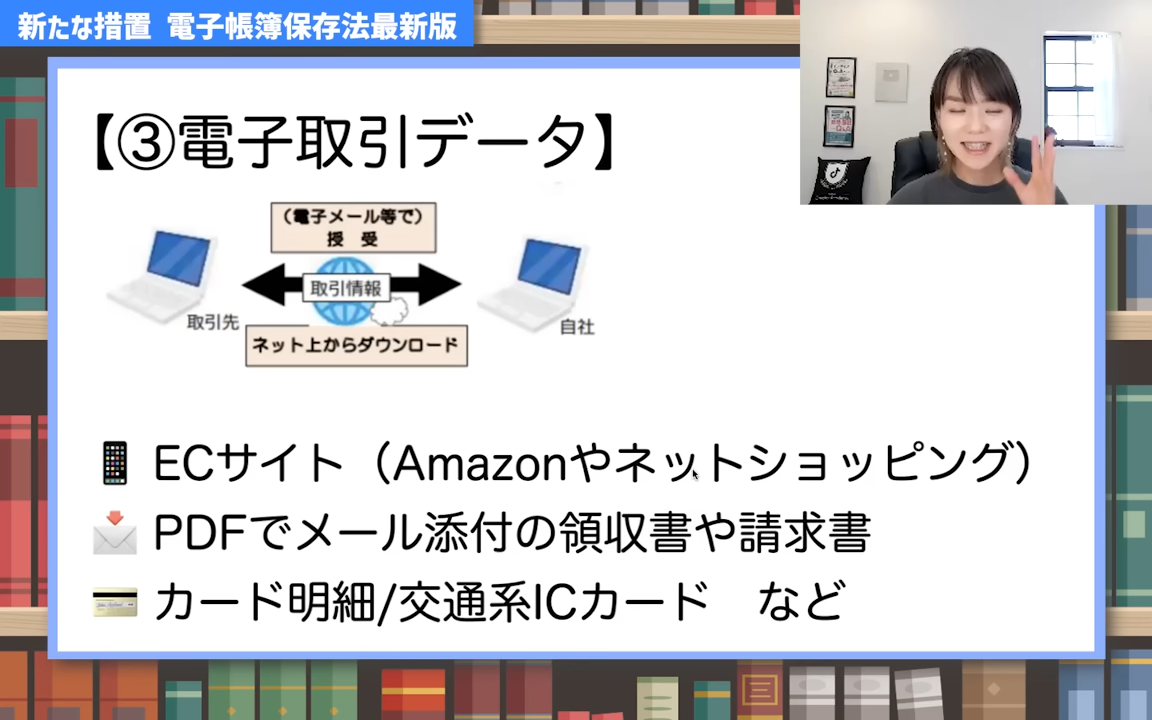 新たな措置 電子帳簿保存法最新版
【③電子取引データ】
（電子メール等で）
授 受
取引情報
取引先
自社
ネット上からダウンロード
ECサイト（Amazonやネットショッピング）
PDFでメール添付の領収書や請求書
カード明細/交通系ICカード　など